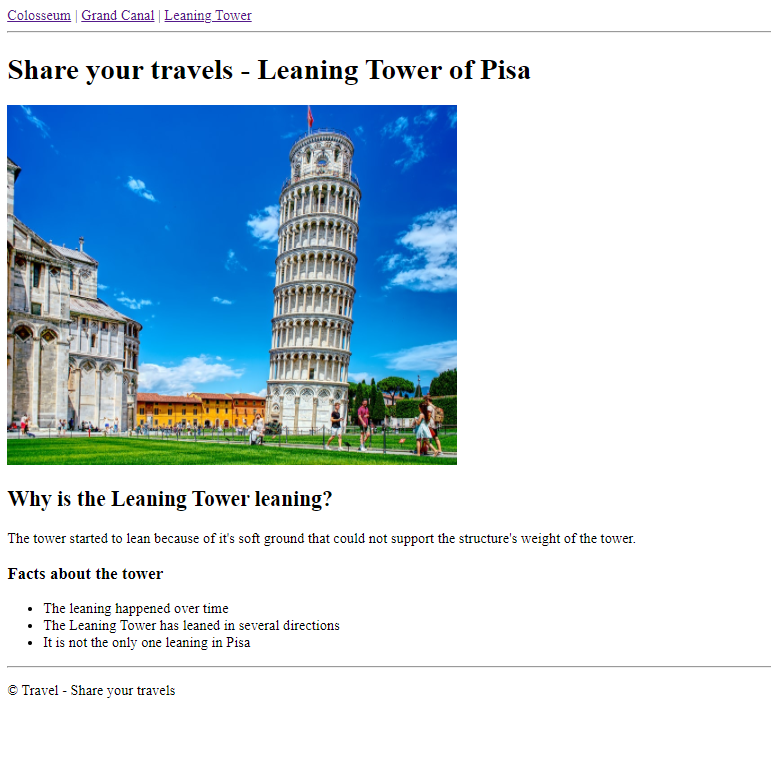 Colosseum | Grand Canal | Leaning Tower
Share your travels - Leaning Tower of Pisa
Why is the Leaning Tower leaning?
The tower started to lean because of it's soft ground that could not support the structure's weight of the tower.
Facts about the tower
• The leaning happened over time
• The Leaning Tower has leaned in several directions
• It is not the only one leaning in Pisa
© Travel - Share your travels